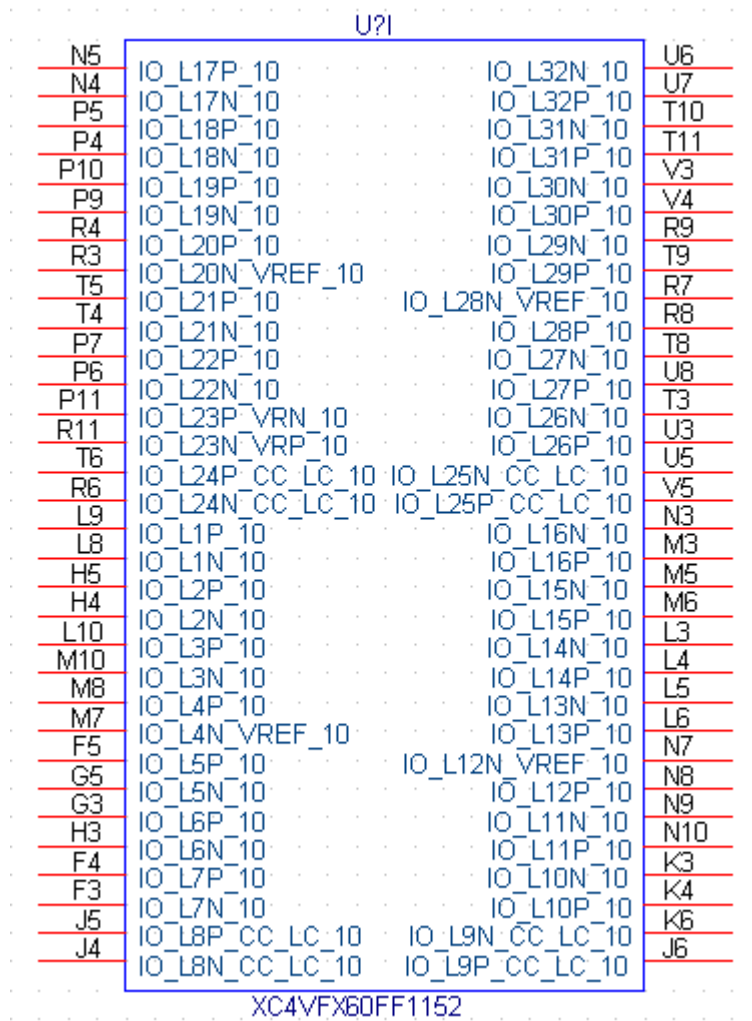 U?I
N5 IO_L17P_10 IO_L32N_10 U6
N4 IO_L17N_10 IO_L32P_10 U7
P5 IO_L18P_10 IO_L31N_10 T10
P4 IO_L18N_10 IO_L31P_10 T11
P10 IO_L19P_10 IO_L30N_10 V3
P9 IO_L19N_10 IO_L30P_10 V4
R4 IO_L20P_10 IO_L29N_10 R9
R3 IO_L20N_VREF_10 IO_L29P_10 T9
T5 IO_L21P_10 IO_L28N_VREF_10 R7
T4 IO_L21N_10 IO_L28P_10 R8
P7 IO_L22P_10 IO_L27N_10 T8
P6 IO_L22N_10 IO_L27P_10 U8
P11 IO_L23P_VRN_10 IO_L26N_10 T3
R11 IO_L23N_VRP_10 IO_L26P_10 U3
T6 IO_L24P_CC_LC_10 IO_L25N_CC_LC_10 U5
R6 IO_L24N_CC_LC_10 IO_L25P_CC_LC_10 V5
L9 IO_L1P_10 IO_L16N_10 N3
L8 IO_L1N_10 IO_L16P_10 M3
H5 IO_L2P_10 IO_L15N_10 M5
H4 IO_L2N_10 IO_L15P_10 M6
L10 IO_L3P_10 IO_L14N_10 L3
M10 IO_L3N_10 IO_L14P_10 L4
M8 IO_L4P_10 IO_L13N_10 L5
M7 IO_L4N_VREF_10 IO_L13P_10 L6
F5 IO_L5P_10 IO_L12N_VREF_10 N7
G5 IO_L5N_10 IO_L12P_10 N8
G3 IO_L6P_10 IO_L11N_10 N9
H3 IO_L6N_10 IO_L11P_10 N10
F4 IO_L7P_10 IO_L10N_10 K3
F3 IO_L7N_10 IO_L10P_10 K4
J5 IO_L8P_CC_LC_10 IO_L9N_CC_LC_10 K6
J4 IO_L8N_CC_LC_10 IO_L9P_CC_LC_10 J6
XC4VFX60FF1152